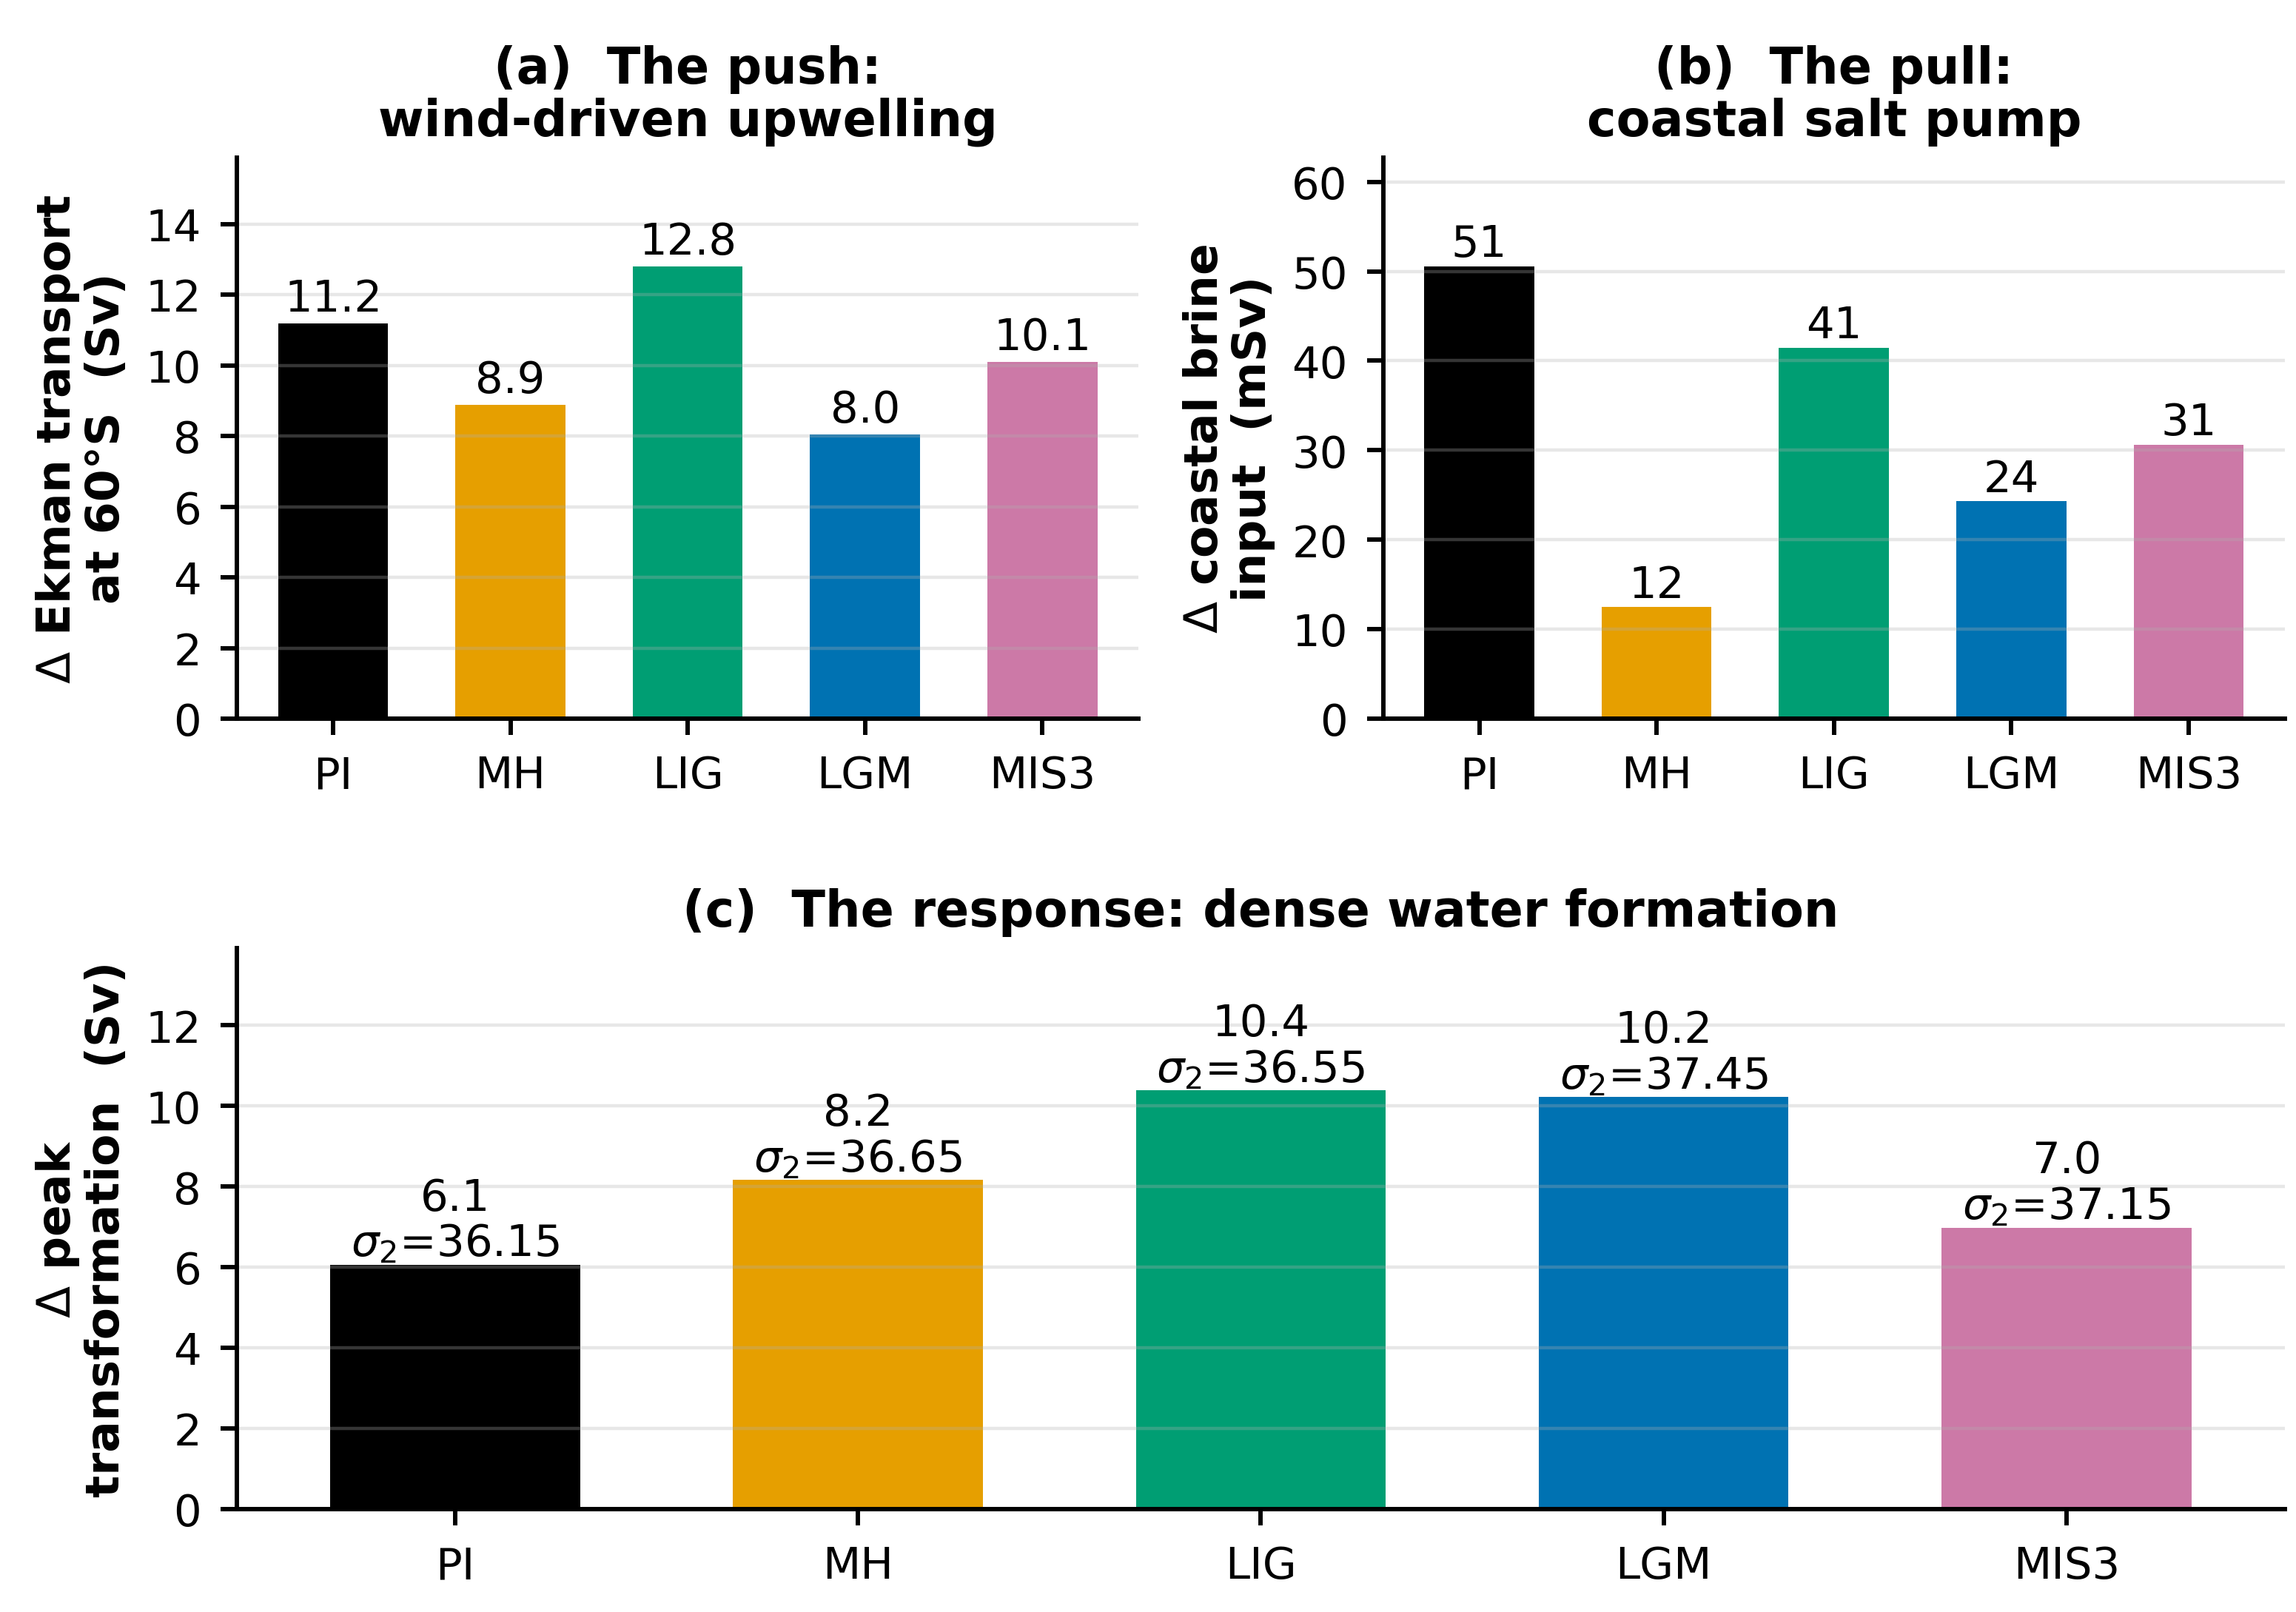 (a)  The push:
wind-driven upwelling
Δ Ekman transport
at 60°S  (Sv)
14
12
10
8
6
4
2
0
11.2
8.9
12.8
8.0
10.1
PI
MH
LIG
LGM
MIS3
(b)  The pull:
coastal salt pump
Δ coastal brine
input  (mSv)
60
50
40
30
20
10
0
51
12
41
24
31
PI
MH
LIG
LGM
MIS3
(c)  The response: dense water formation
Δ peak
transformation  (Sv)
12
10
8
6
4
2
0
6.1
σ₂=36.15
8.2
σ₂=36.65
10.4
σ₂=36.55
10.2
σ₂=37.45
7.0
σ₂=37.15
PI
MH
LIG
LGM
MIS3